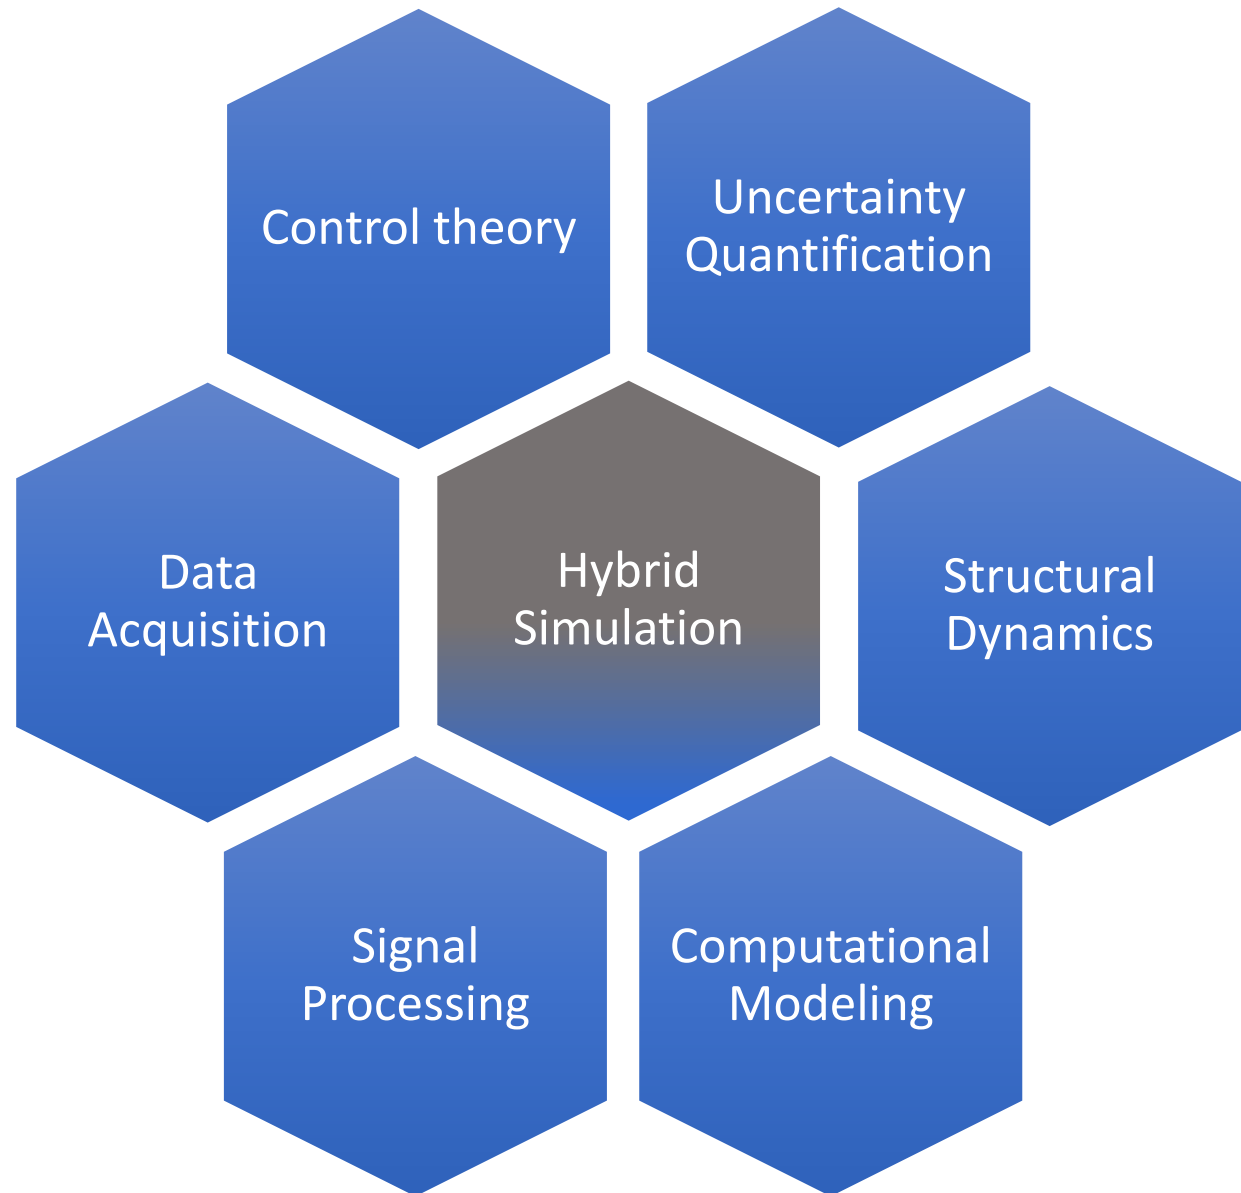 Control theory
Uncertainty
Quantification
Data
Acquisition
Hybrid
Simulation
Structural
Dynamics
Signal
Processing
Computational
Modeling